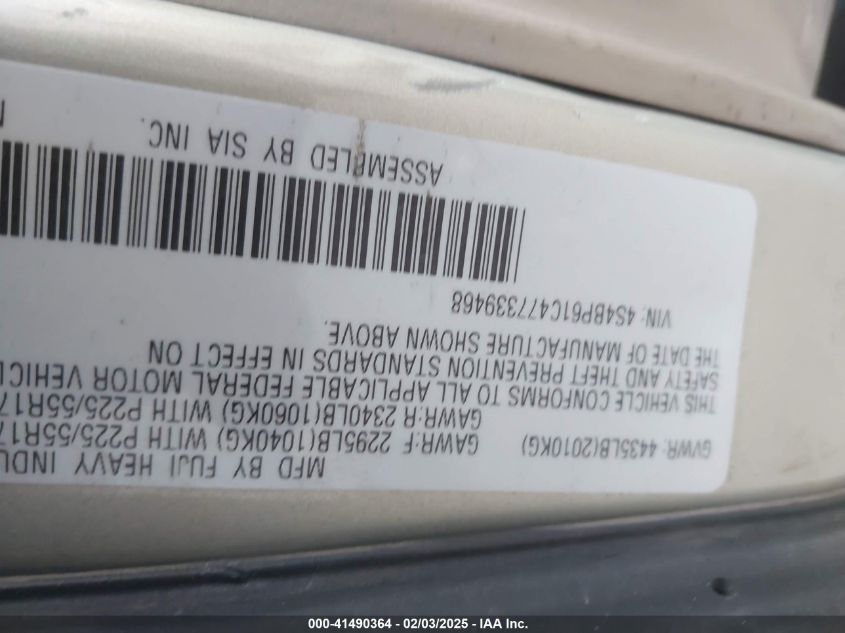 MFD BY FUJI HEAVY INDU
GVWR: 4435LB(2010KG) GAWR:F 2295LB(1040KG) WITH P225/55R17
GAWR:R 2340LB(1060KG) WITH P225/55R17
THIS VEHICLE CONFORMS TO ALL APPLICABLE FEDERAL MOTOR VEHICL
SAFETY AND THEFT PREVENTION STANDARDS IN EFFECT ON
THE DATE OF MANUFACTURE SHOWN ABOVE.
VIN: 4S4BP61C477339468
ASSEMBLED BY SIA INC.
000-41490364 - 02/03/2025 - IAA Inc.